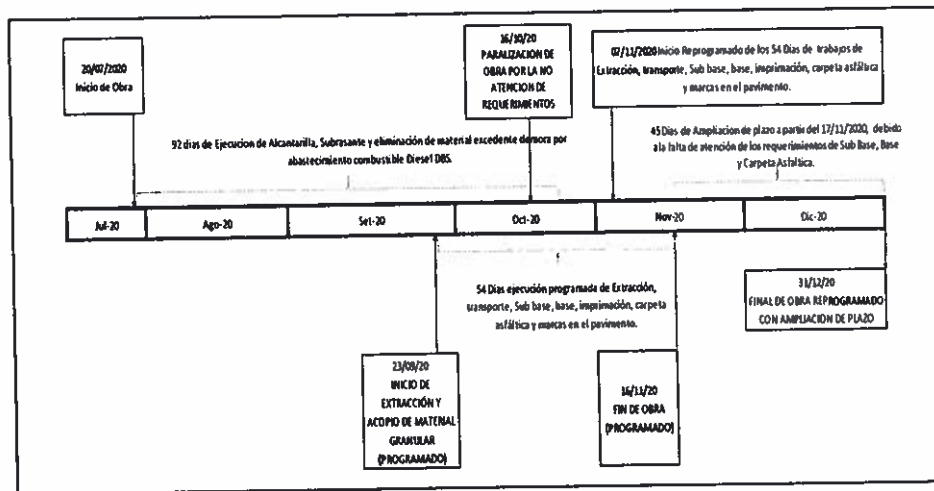 20/07/2020
Inicio de Obra
16/10/20
PARALIZACION DE
OBRA POR LA NO
ATENCION DE
REQUERIMIENTOS
07/11/2020 Inicio Reprogramado de los 54 Dias de trabajos de
Extracción, transporte, Sub base, base, imprimación, carpeta asfáltica
y marcas en el pavimento.
92 dias de Ejecucion de Alcantarilla, Subrasante y eliminación de material excedente demora por
abastecimiento combustible Diesel DB5.
45 Dias de Ampliacion de plazo a partir del 17/11/2020, debido
a la falta de atención de los requerimientos de Sub Base, Base
y Carpeta Asfaltica.
Jul-20 Ago-20 Set-20 Oct-20 Nov-20 Dic-20
54 Dias ejecución programada de Extracción,
transporte, Sub base, base, imprimación, carpeta
asfáltica y marcas en el pavimento.
31/12/20
FINAL DE OBRA REPROGRAMADO
CON AMPLIACION DE PLAZO
23/09/20
INICIO DE
EXTRACCIÓN Y
ACOPIO DE MATERIAL
GRANULAR
(PROGRAMADO)
16/11/20
FIN DE OBRA
(PROGRAMADO)